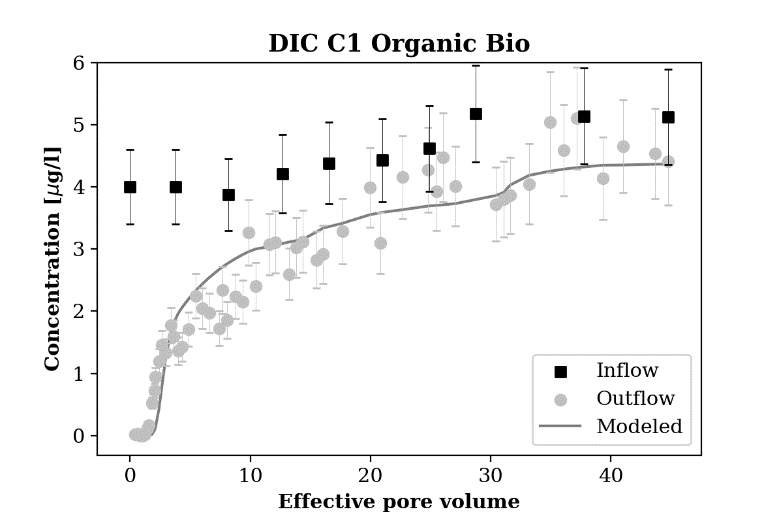 DIC C1 Organic Bio
6
5
4
3
2
1
0
Concentration [μg/l]
Inflow
Outflow
Modeled
0 10 20 30 40
Effective pore volume